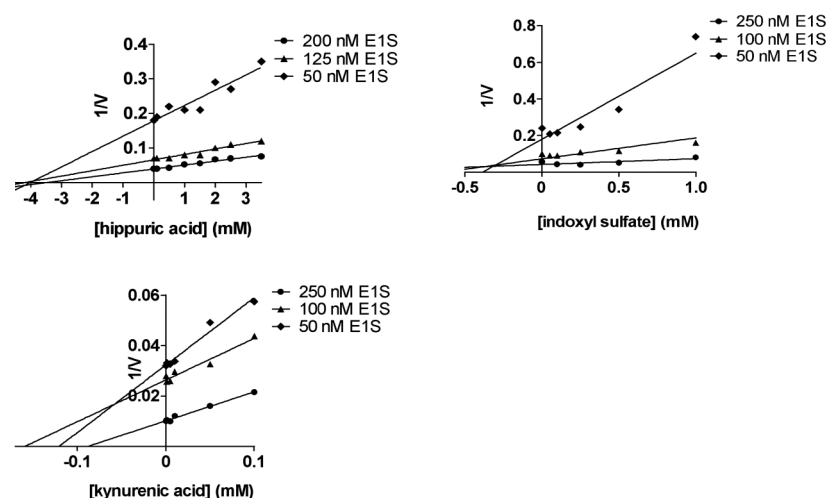 200 nM E1S
125 nM E1S
50 nM E1S
1/V
0.4
0.3
0.2
0.1
-4 -3 -2 -1 0 1 2 3
[hippuric acid] (mM)
250 nM E1S
100 nM E1S
50 nM E1S
1/V
0.8
0.6
0.4
0.2
-0.5 0.0 0.5 1.0
[indoxyl sulfate] (mM)
250 nM E1S
100 nM E1S
50 nM E1S
1/V
0.06
0.04
0.02
-0.1 0 0.1
[kynurenic acid] (mM)